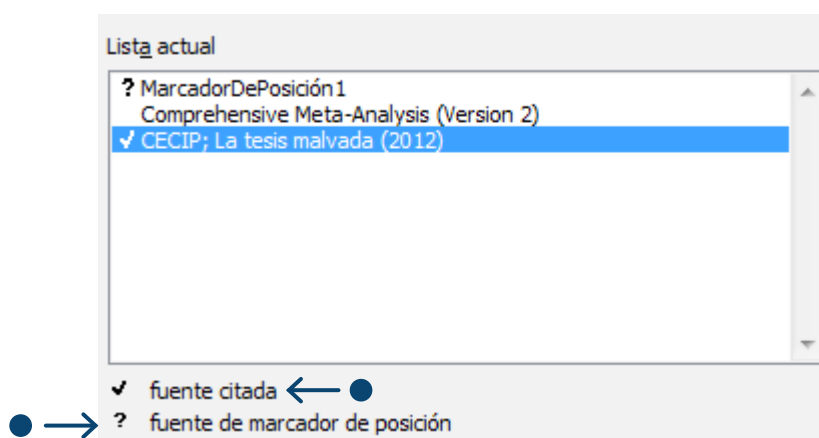 Lista actual
? MarcadorDePosición1
Comprehensive Meta-Analysis (Version 2)
✓ CECIP; La tesis malvada (2012)
✓ fuente citada
? fuente de marcador de posición